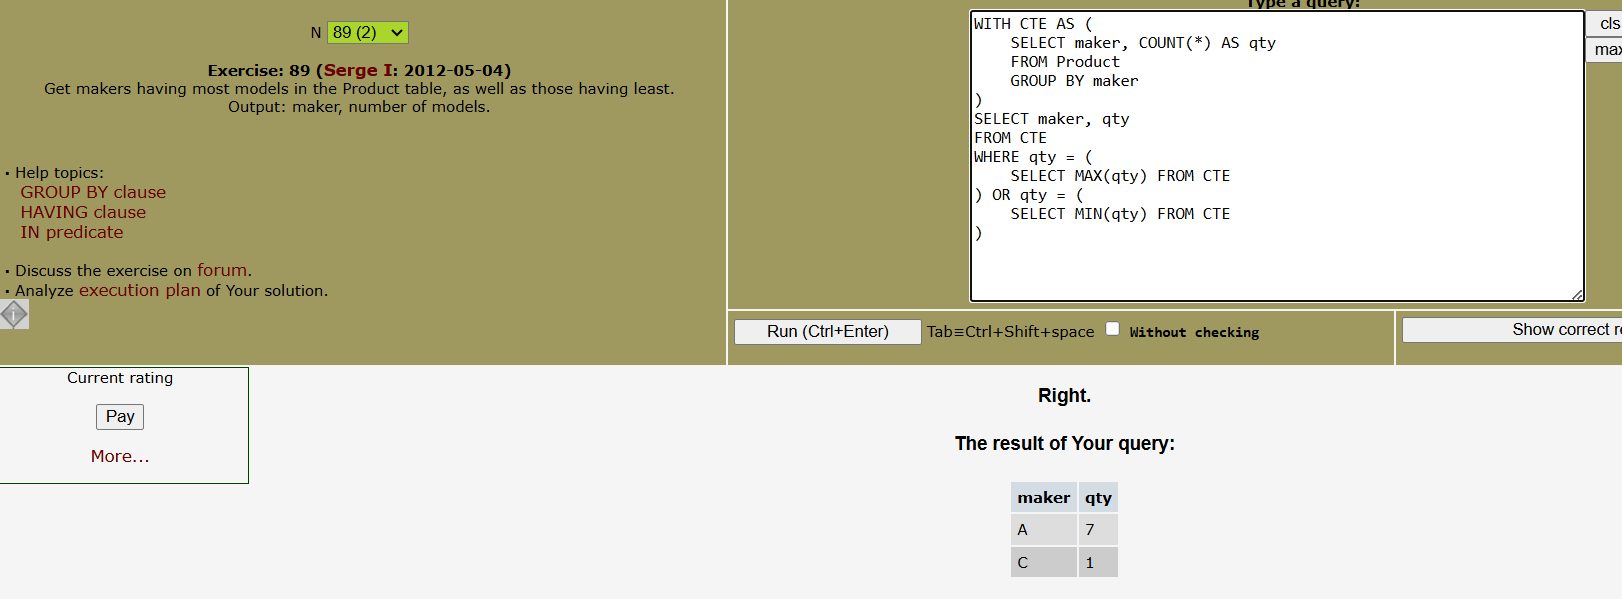 N 89 (2)
Exercise: 89 (Serge I: 2012-05-04)
Get makers having most models in the Product table, as well as those having least.
Output: maker, number of models.
• Help topics:
GROUP BY clause
HAVING clause
IN predicate
• Discuss the exercise on forum.
• Analyze execution plan of Your solution.
Type a query:
WITH CTE AS (
    SELECT maker, COUNT(*) AS qty
    FROM Product
    GROUP BY maker
)
SELECT maker, qty
FROM CTE
WHERE qty = (
    SELECT MAX(qty) FROM CTE
) OR qty = (
    SELECT MIN(qty) FROM CTE
)
cls
max
Run (Ctrl+Enter) Tab≡Ctrl+Shift+space Without checking
Show correct r
Current rating
Pay
More...
Right.
The result of Your query:
maker qty
A 7
C 1